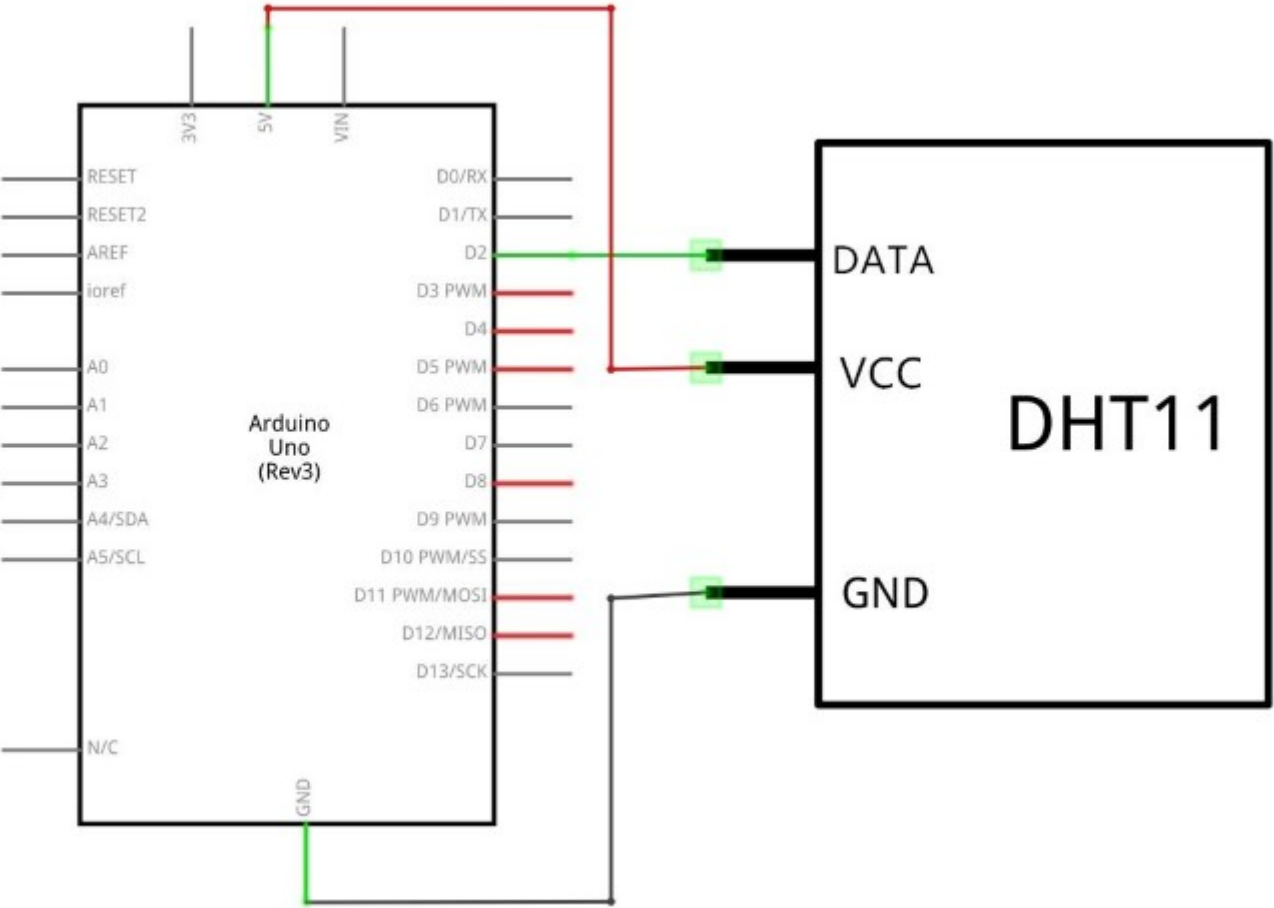 3V3
5V
VIN
RESET
RESET2
AREF
ioref
A0
A1
A2
A3
A4/SDA
A5/SCL
N/C
Arduino
Uno
(Rev3)
D0/RX
D1/TX
D2
D3 PWM
D4
D5 PWM
D6 PWM
D7
D8
D9 PWM
D10 PWM/SS
D11 PWM/MOSI
D12/MISO
D13/SCK
GND
DATA
VCC
DHT11
GND